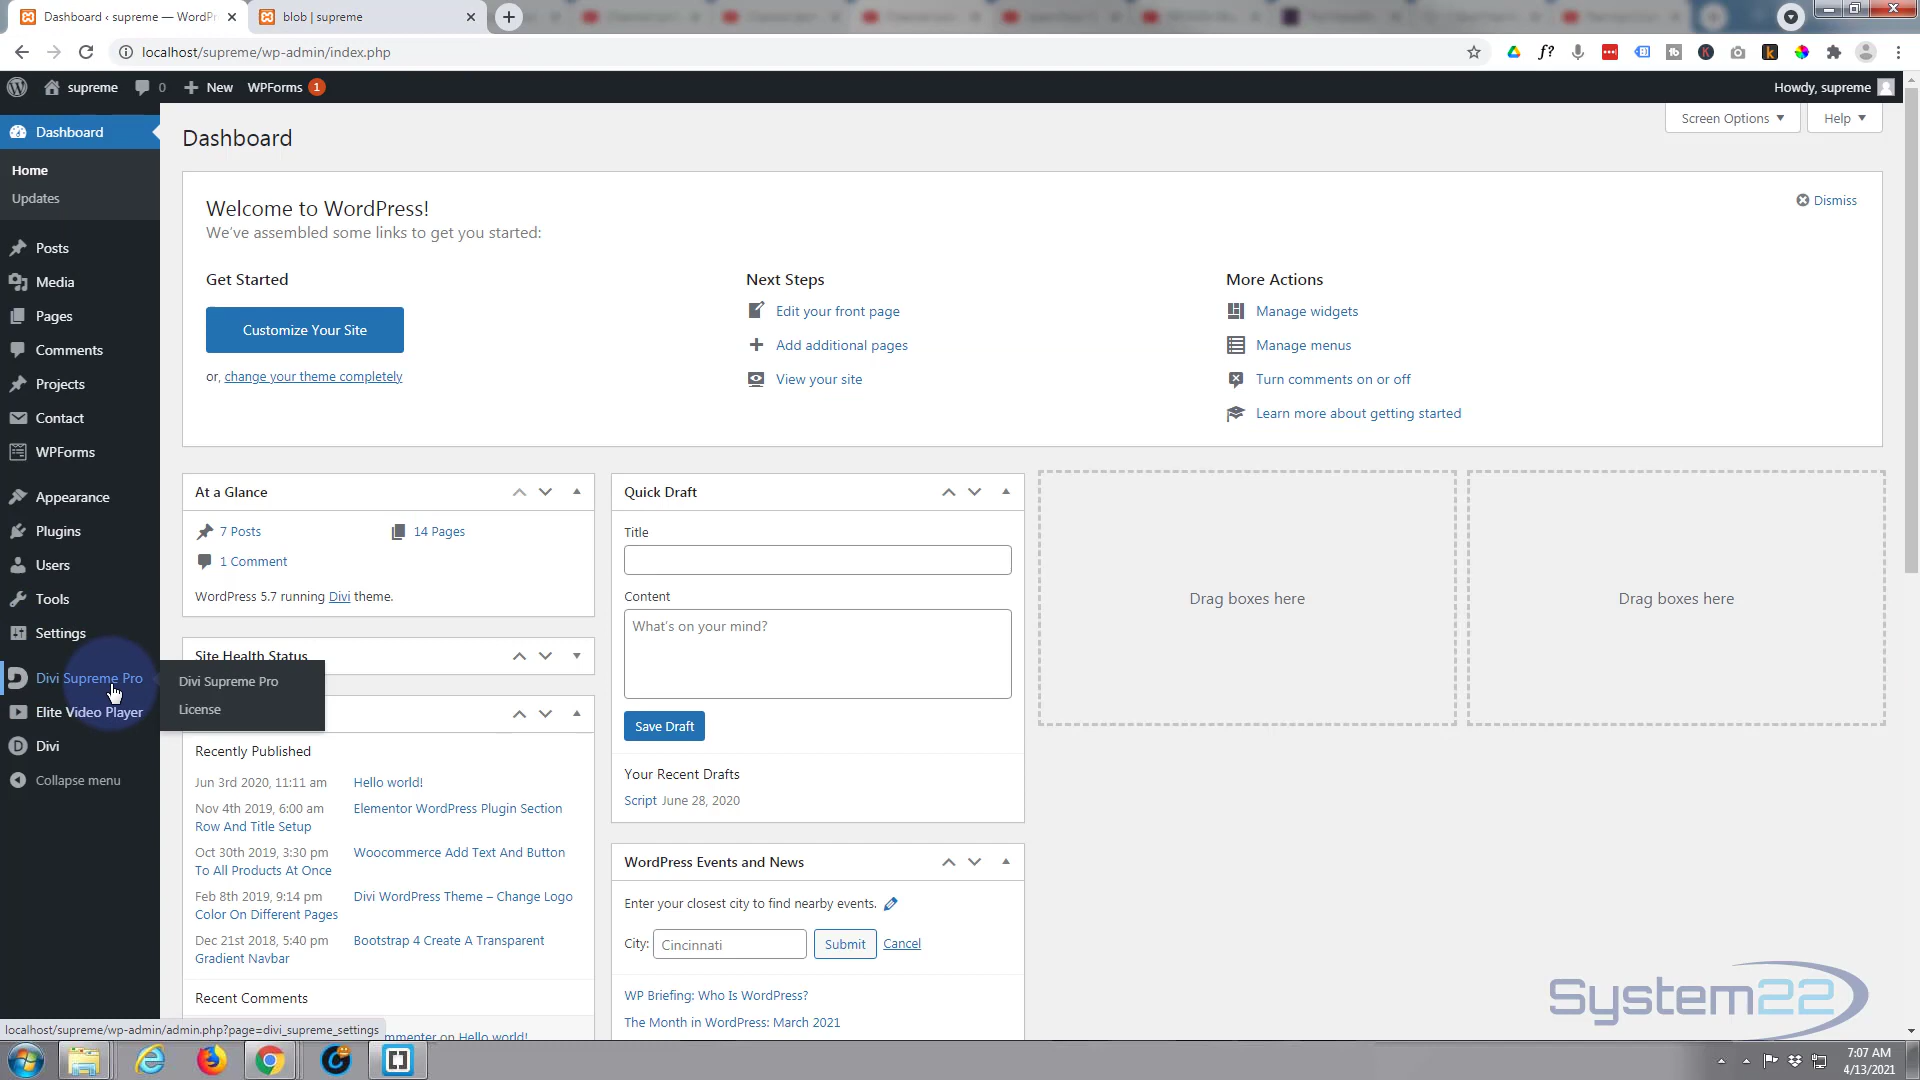 Dashboard ‹ supreme — WordPr
blob | supreme
localhost/supreme/wp-admin/index.php
supreme
0
New
WPForms 1
Howdy, supreme
Screen Options
Help
Dashboard
Home
Updates
Posts
Media
Pages
Comments
Projects
Contact
WPForms
Appearance
Plugins
Users
Tools
Settings
Divi Supreme Pro
Elite Video Player
Divi
Collapse menu
Divi Supreme Pro
License
Dashboard
Welcome to WordPress!
Dismiss
We've assembled some links to get you started:
Get Started
Customize Your Site
or, change your theme completely
Next Steps
Edit your front page
Add additional pages
View your site
More Actions
Manage widgets
Manage menus
Turn comments on or off
Learn more about getting started
At a Glance
7 Posts
14 Pages
1 Comment
WordPress 5.7 running Divi theme.
Site Health Status
Recently Published
Jun 3rd 2020, 11:11 am Hello world!
Nov 4th 2019, 6:00 am Elementor WordPress Plugin Section
Row And Title Setup
Oct 30th 2019, 3:30 pm Woocommerce Add Text And Button
To All Products At Once
Feb 8th 2019, 9:14 pm Divi WordPress Theme – Change Logo
Color On Different Pages
Dec 21st 2018, 5:40 pm Bootstrap 4 Create A Transparent
Gradient Navbar
Recent Comments
mmenter on Hello world!
Quick Draft
Title
Content
What's on your mind?
Save Draft
Your Recent Drafts
Script June 28, 2020
WordPress Events and News
Enter your closest city to find nearby events.
City: Cincinnati Submit Cancel
WP Briefing: Who Is WordPress?
The Month in WordPress: March 2021
Drag boxes here
Drag boxes here
System22
localhost/supreme/wp-admin/admin.php?page=divi_supreme_settings
7:07 AM
4/13/2021